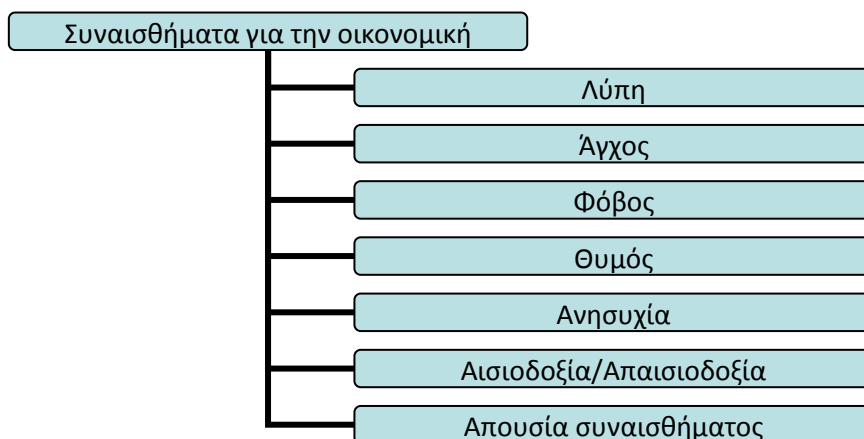 Συναισθήματα για την οικονομική
Λύπη
Άγχος
Φόβος
Θυμός
Ανησυχία
Αισιοδοξία/Απαισιοδοξία
Απουσία συναισθήματος